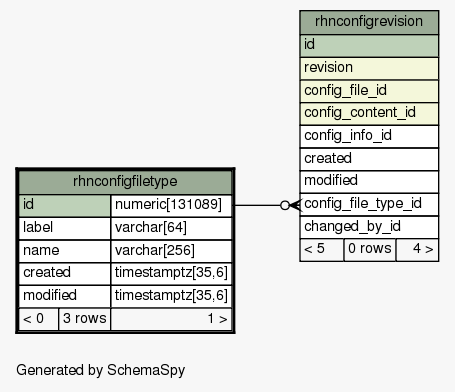 rhnconfigrevision
id
revision
config_file_id
config_content_id
config_info_id
created
modified
config_file_type_id
changed_by_id
< 5 0 rows 4 >
rhnconfigfiletype
id numeric[131089]
label varchar[64]
name varchar[256]
created timestamptz[35,6]
modified timestamptz[35,6]
< 0 3 rows 1 >
Generated by SchemaSpy